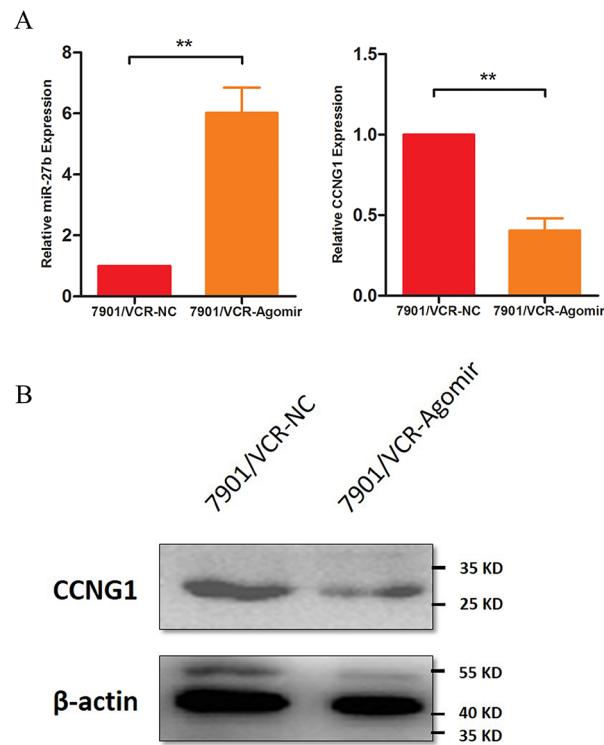 A
Relative miR-27b Expression
8
6
4
2
0
**
7901/VCR-NC
7901/VCR-Agomir
Relative CCNG1 Expression
1.5
1.0
0.5
0.0
**
7901/VCR-NC
7901/VCR-Agomir
B
7901/VCR-NC
7901/VCR-Agomir
CCNG1
35 KD
25 KD
β-actin
55 KD
40 KD
35 KD